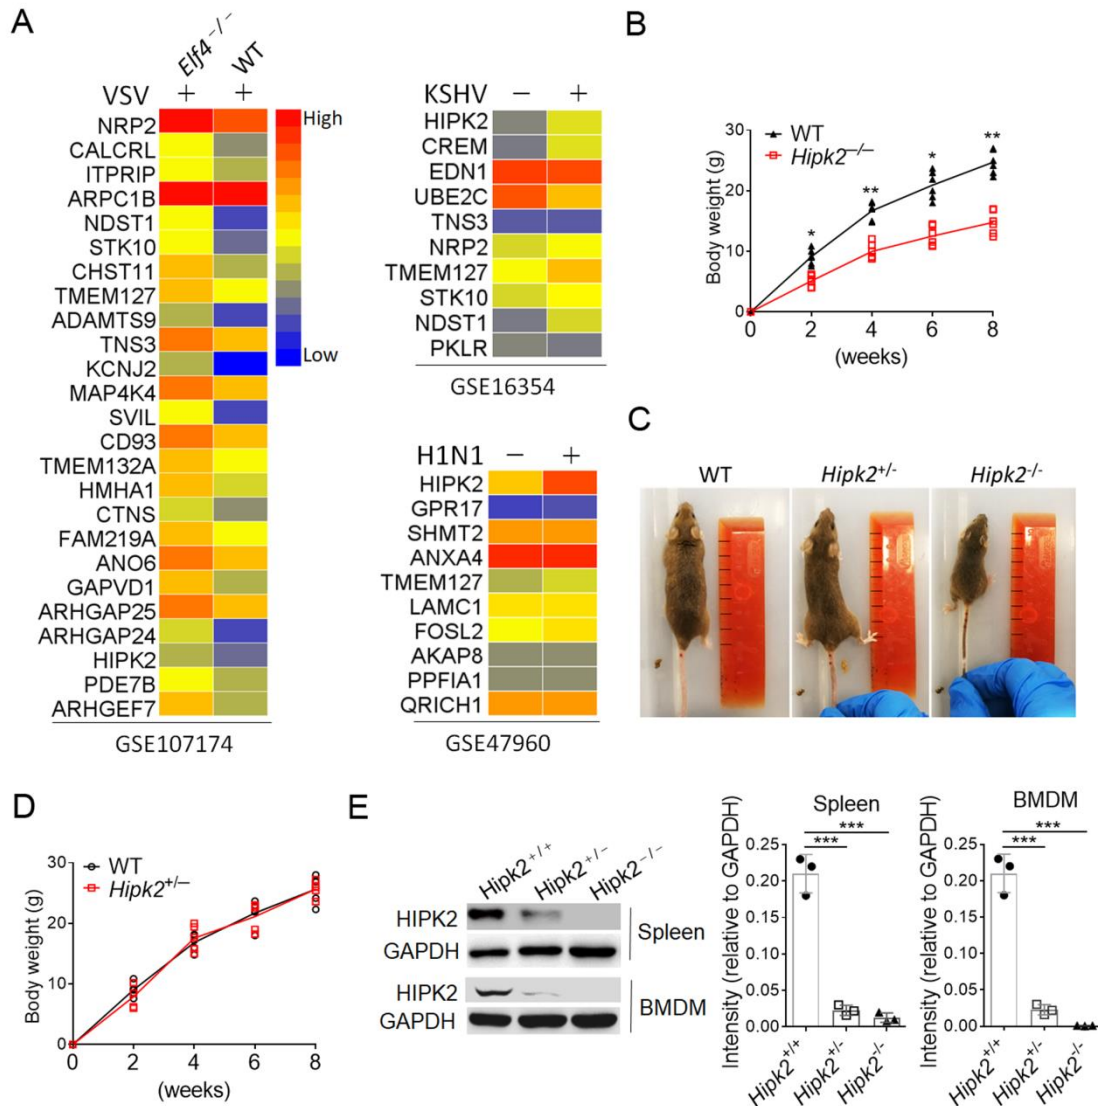 A
Elf4 −/− WT
VSV + +
High
Low
NRP2
CALCRL
ITPRIP
ARPC1B
NDST1
STK10
CHST11
TMEM127
ADAMTS9
TNS3
KCNJ2
MAP4K4
SVIL
CD93
TMEM132A
HMHA1
CTNS
FAM219A
ANO6
GAPVD1
ARHGAP25
ARHGAP24
HIPK2
PDE7B
ARHGEF7
GSE107174
KSHV − +
HIPK2
CREM
EDN1
UBE2C
TNS3
NRP2
TMEM127
STK10
NDST1
PKLR
GSE16354
H1N1 − +
HIPK2
GPR17
SHMT2
ANXA4
TMEM127
LAMC1
FOSL2
AKAP8
PPFIA1
QRICH1
GSE47960
B
Body weight (g)
30
20
10
0
WT
Hipk2−/−
* ** * **
0 2 4 6 8
(weeks)
C
WT Hipk2+/- Hipk2-/-
D
Body weight (g)
30
20
10
0
WT
Hipk2+/−
0 2 4 6 8
(weeks)
E
Hipk2+/+ Hipk2+/− Hipk2−/−
HIPK2
GAPDH
Spleen
HIPK2
GAPDH
BMDM
Spleen
Intensity (relative to GAPDH)
0.25
0.20
0.15
0.10
0.05
0.00
***
***
Hipk2+/+ Hipk2+/- Hipk2-/-
BMDM
Intensity (relative to GAPDH)
0.25
0.20
0.15
0.10
0.05
0.00
***
***
Hipk2+/+ Hipk2+/- Hipk2-/-